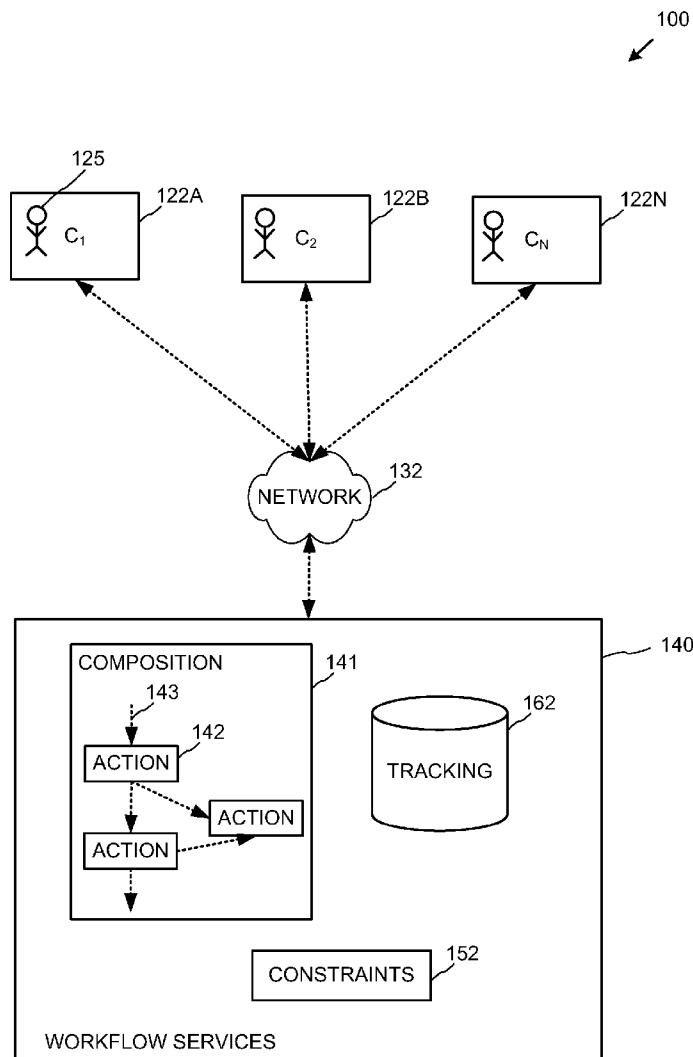 100
125
122A
122B
122N
C1
C2
CN
NETWORK
132
COMPOSITION
141
140
143
142
ACTION
ACTION
ACTION
162
TRACKING
CONSTRAINTS
152
WORKFLOW SERVICES